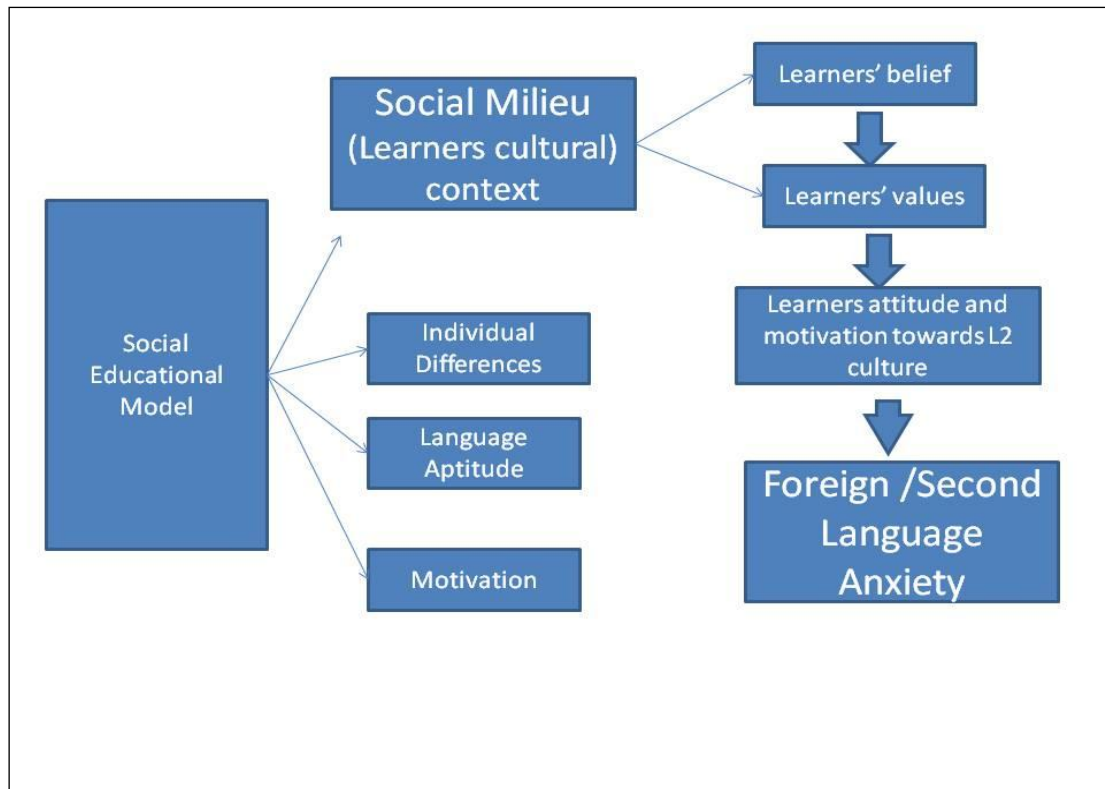 Social Milieu
(Learners cultural)
context
Learners’ belief
Learners’ values
Learners attitude and
motivation towards L2
culture
Foreign /Second
Language
Anxiety
Social
Educational
Model
Individual
Differences
Language
Aptitude
Motivation